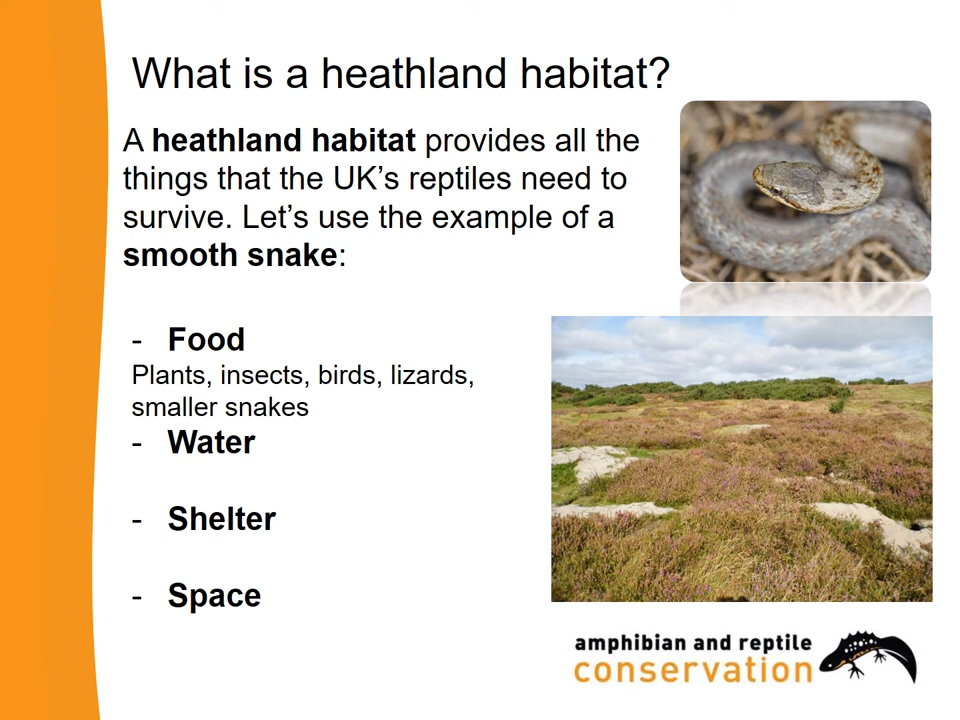 What is a heathland habitat?
A heathland habitat provides all the
things that the UK’s reptiles need to
survive. Let’s use the example of a
smooth snake:
- Food
Plants, insects, birds, lizards,
smaller snakes
- Water
- Shelter
- Space
amphibian and reptile
conservation